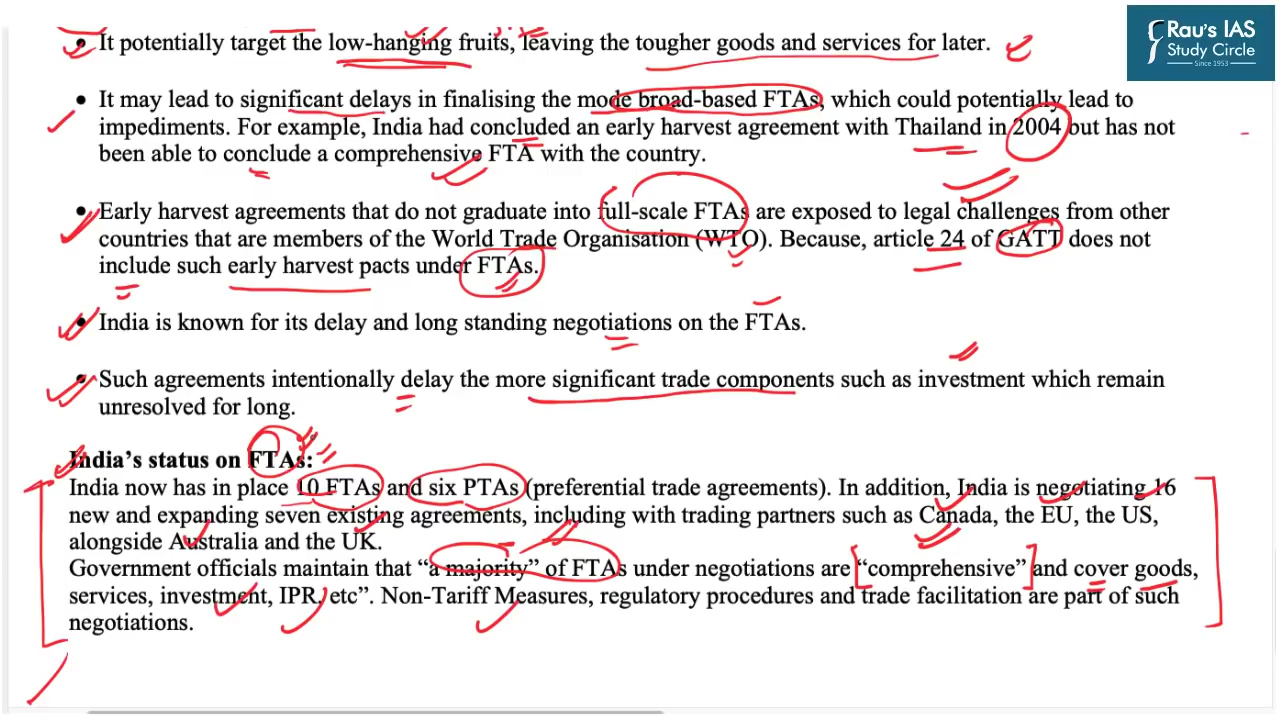 Rau's IAS
Study Circle
Since 1953
• It potentially target the low-hanging fruits, leaving the tougher goods and services for later.
• It may lead to significant delays in finalising the mode broad-based FTAs, which could potentially lead to
impediments. For example, India had concluded an early harvest agreement with Thailand in 2004 but has not
been able to conclude a comprehensive FTA with the country.
• Early harvest agreements that do not graduate into full-scale FTAs are exposed to legal challenges from other
countries that are members of the World Trade Organisation (WTO). Because, article 24 of GATT does not
include such early harvest pacts under FTAs.
• India is known for its delay and long standing negotiations on the FTAs.
• Such agreements intentionally delay the more significant trade components such as investment which remain
unresolved for long.
India's status on FTAs:
India now has in place 10 FTAs and six PTAs (preferential trade agreements). In addition, India is negotiating 16
new and expanding seven existing agreements, including with trading partners such as Canada, the EU, the US,
alongside Australia and the UK.
Government officials maintain that “a majority” of FTAs under negotiations are “comprehensive” and cover goods,
services, investment, IPR, etc”. Non-Tariff Measures, regulatory procedures and trade facilitation are part of such
negotiations.